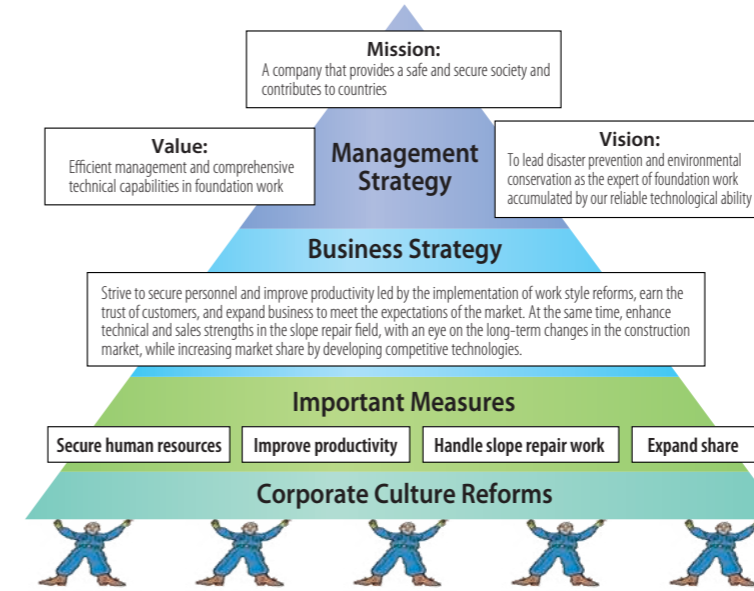 Mission:
A company that provides a safe and secure society and
contributes to countries
Value:
Efficient management and comprehensive
technical capabilities in foundation work
Management
Strategy
Vision:
To lead disaster prevention and environmental
conservation as the expert of foundation work
accumulated by our reliable technological ability
Business Strategy
Strive to secure personnel and improve productivity led by the implementation of work style reforms, earn the
trust of customers, and expand business to meet the expectations of the market. At the same time, enhance
technical and sales strengths in the slope repair field, with an eye on the long-term changes in the construction
market, while increasing market share by developing competitive technologies.
Important Measures
Secure human resources
Improve productivity
Handle slope repair work
Expand share
Corporate Culture Reforms